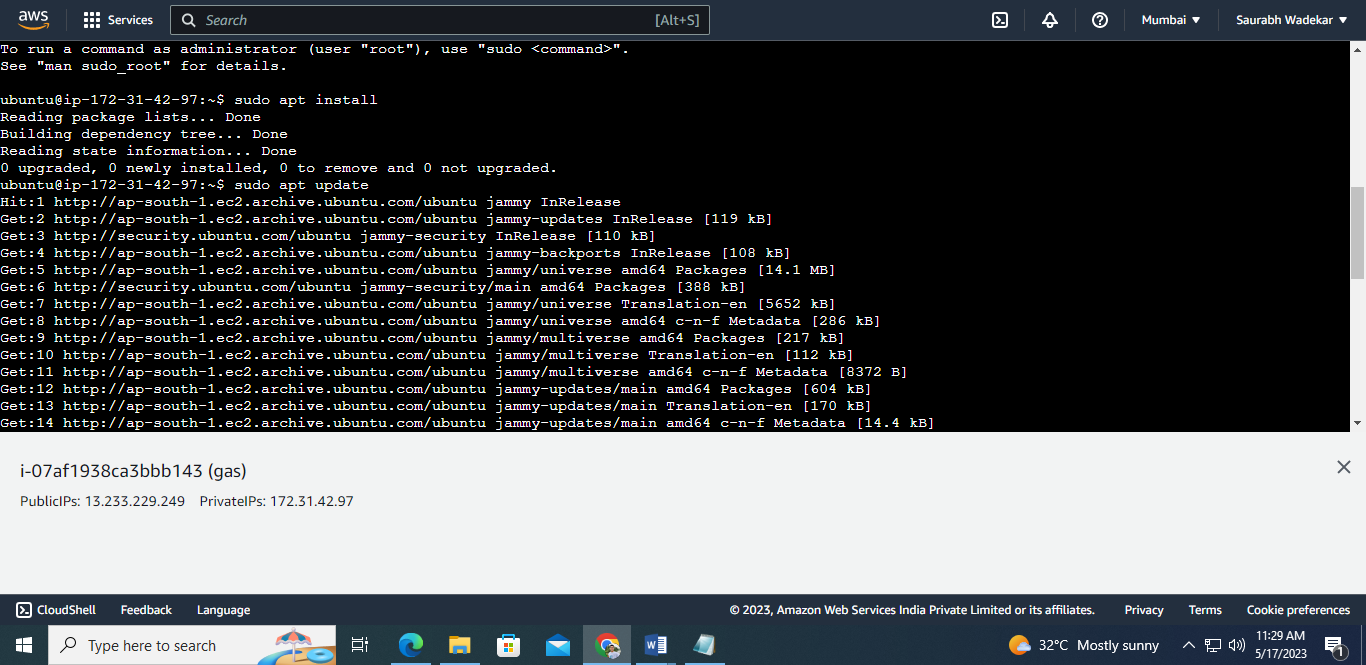 aws
Services
Search
[Alt+S]
Mumbai ▼
Saurabh Wadekar ▼
To run a command as administrator (user "root"), use "sudo <command>".
See "man sudo_root" for details.
ubuntu@ip-172-31-42-97:~$ sudo apt install
Reading package lists... Done
Building dependency tree... Done
Reading state information... Done
0 upgraded, 0 newly installed, 0 to remove and 0 not upgraded.
ubuntu@ip-172-31-42-97:~$ sudo apt update
Hit:1 http://ap-south-1.ec2.archive.ubuntu.com/ubuntu jammy InRelease
Get:2 http://ap-south-1.ec2.archive.ubuntu.com/ubuntu jammy-updates InRelease [119 kB]
Get:3 http://security.ubuntu.com/ubuntu jammy-security InRelease [110 kB]
Get:4 http://ap-south-1.ec2.archive.ubuntu.com/ubuntu jammy-backports InRelease [108 kB]
Get:5 http://ap-south-1.ec2.archive.ubuntu.com/ubuntu jammy/universe amd64 Packages [14.1 MB]
Get:6 http://security.ubuntu.com/ubuntu jammy-security/main amd64 Packages [388 kB]
Get:7 http://ap-south-1.ec2.archive.ubuntu.com/ubuntu jammy/universe Translation-en [5652 kB]
Get:8 http://ap-south-1.ec2.archive.ubuntu.com/ubuntu jammy/universe amd64 c-n-f Metadata [286 kB]
Get:9 http://ap-south-1.ec2.archive.ubuntu.com/ubuntu jammy/multiverse amd64 Packages [217 kB]
Get:10 http://ap-south-1.ec2.archive.ubuntu.com/ubuntu jammy/multiverse Translation-en [112 kB]
Get:11 http://ap-south-1.ec2.archive.ubuntu.com/ubuntu jammy/multiverse amd64 c-n-f Metadata [8372 B]
Get:12 http://ap-south-1.ec2.archive.ubuntu.com/ubuntu jammy-updates/main amd64 Packages [604 kB]
Get:13 http://ap-south-1.ec2.archive.ubuntu.com/ubuntu jammy-updates/main Translation-en [170 kB]
Get:14 http://ap-south-1.ec2.archive.ubuntu.com/ubuntu jammy-updates/main amd64 c-n-f Metadata [14.4 kB]
i-07af1938ca3bbb143 (gas)
PublicIPs: 13.233.229.249 PrivateIPs: 172.31.42.97
CloudShell Feedback Language © 2023, Amazon Web Services India Private Limited or its affiliates. Privacy Terms Cookie preferences
Type here to search
32°C Mostly sunny
11:29 AM
5/17/2023
1